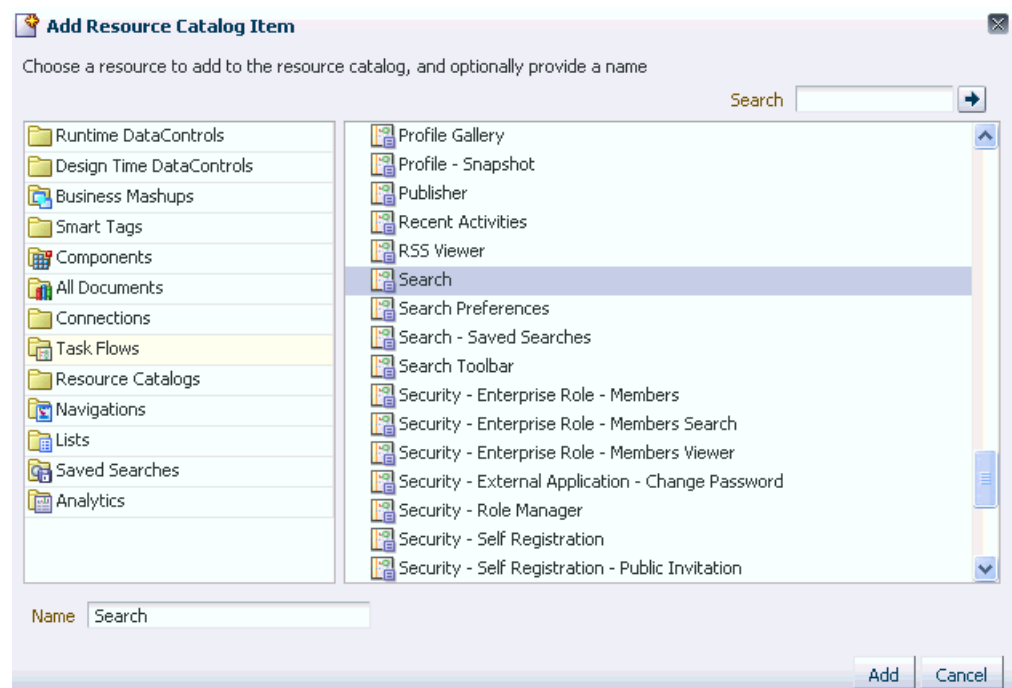 Add Resource Catalog Item
Choose a resource to add to the resource catalog, and optionally provide a name
Search
Runtime DataControls
Design Time DataControls
Business Mashups
Smart Tags
Components
All Documents
Connections
Task Flows
Resource Catalogs
Navigations
Lists
Saved Searches
Analytics
Profile Gallery
Profile - Snapshot
Publisher
Recent Activities
RSS Viewer
Search
Search Preferences
Search - Saved Searches
Search Toolbar
Security - Enterprise Role - Members
Security - Enterprise Role - Members Search
Security - Enterprise Role - Members Viewer
Security - External Application - Change Password
Security - Role Manager
Security - Self Registration
Security - Self Registration - Public Invitation
Name Search
Add Cancel